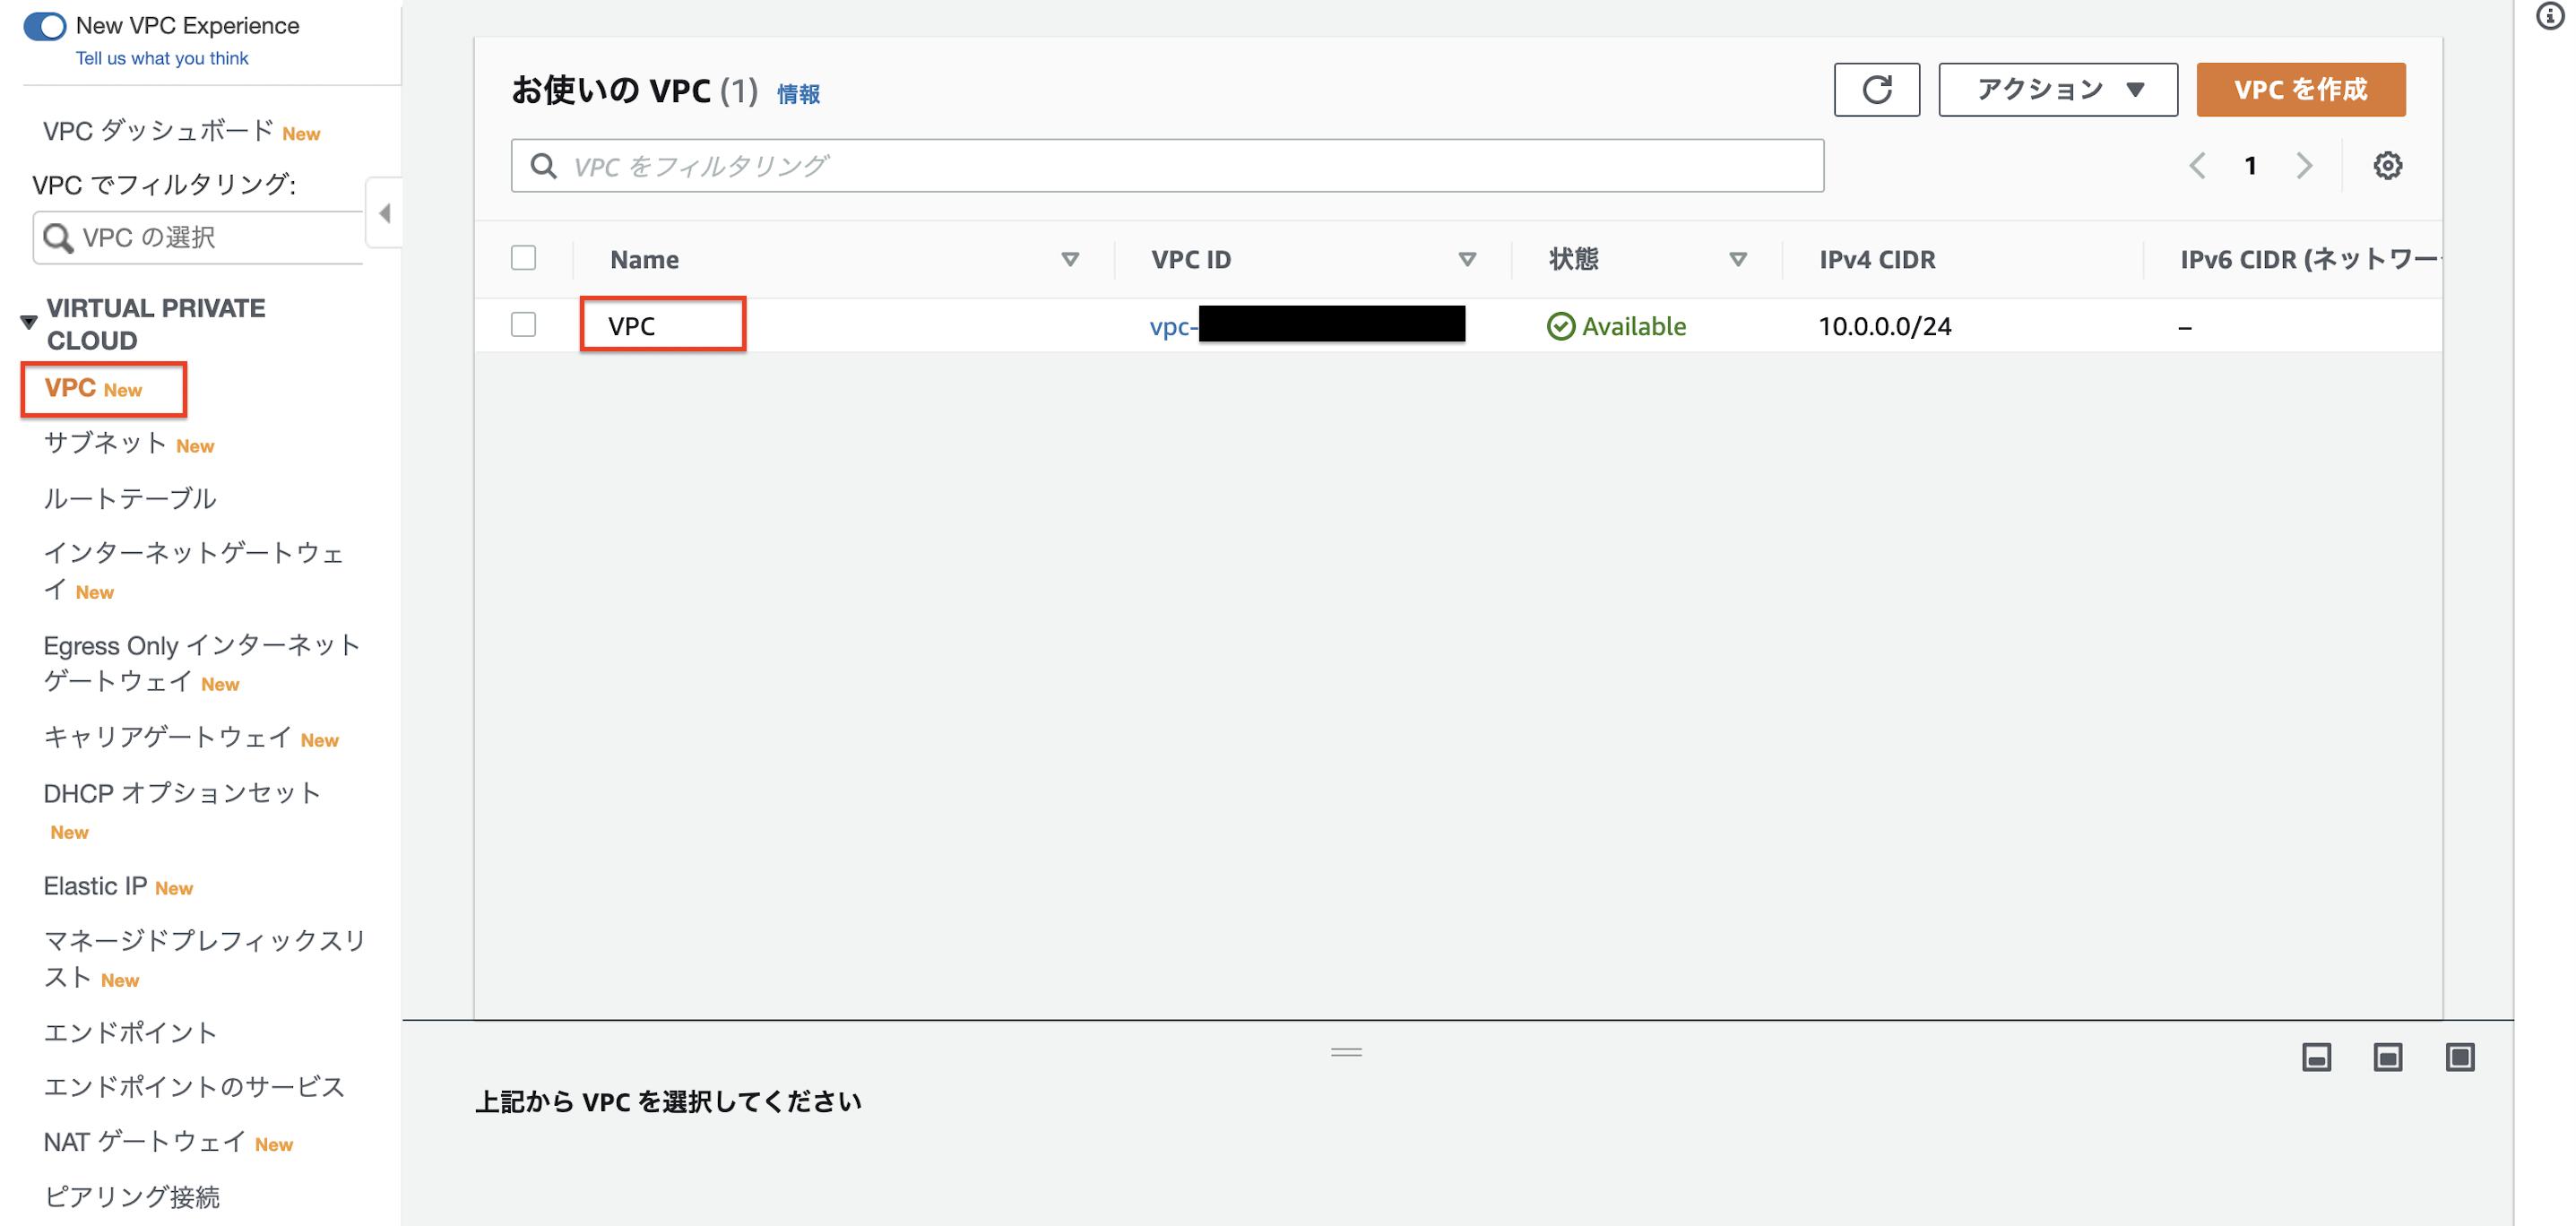 New VPC Experience
Tell us what you think
VPC ダッシュボード New
VPC でフィルタリング:
VPC の選択
VIRTUAL PRIVATE
CLOUD
VPC New
サブネット New
ルートテーブル
インターネットゲートウェ
イ New
Egress Only インターネット
ゲートウェイ New
キャリアゲートウェイ New
DHCP オプションセット
New
Elastic IP New
マネージドプレフィックスリ
スト New
エンドポイント
エンドポイントのサービス
NAT ゲートウェイ New
ピアリング接続
お使いの VPC (1) 情報
アクション
VPC を作成
VPC をフィルタリング
1
Name VPC ID 状態 IPv4 CIDR IPv6 CIDR (ネットワー
VPC vpc- Available 10.0.0.0/24 –
上記から VPC を選択してください